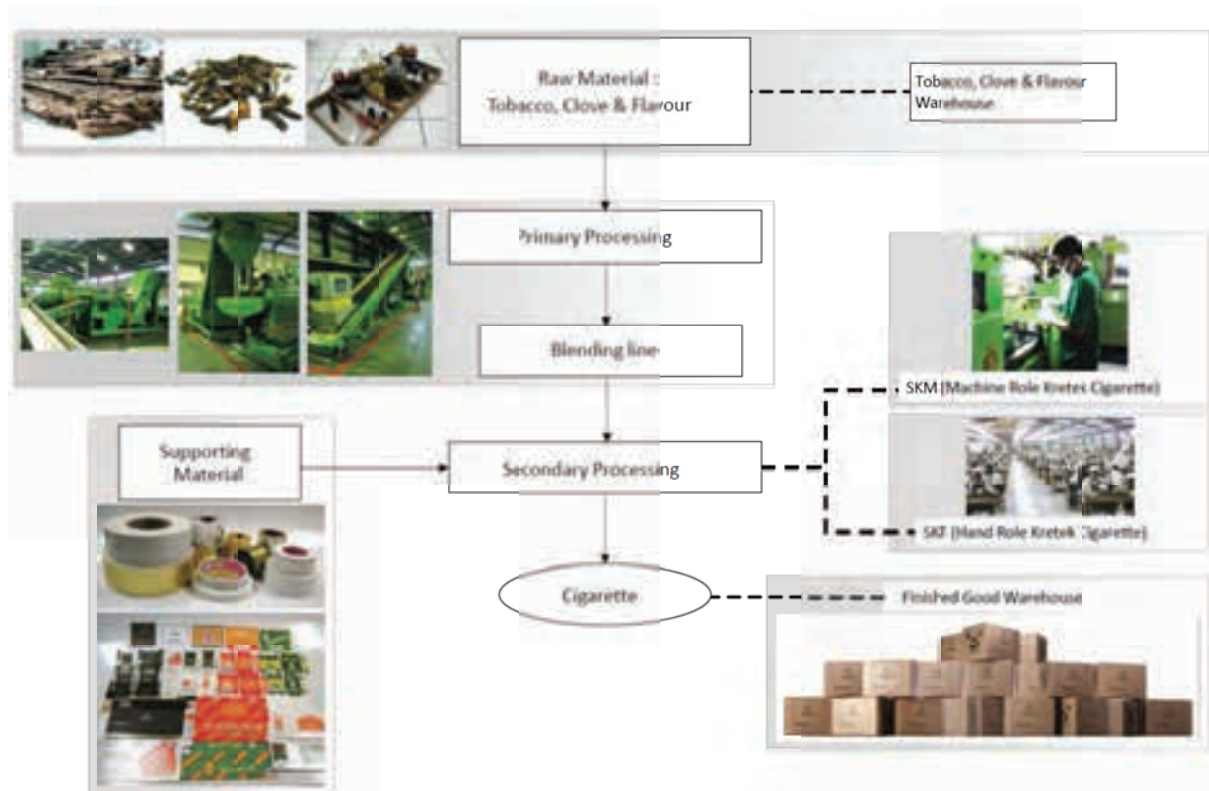 Raw Material :
Tobacco, Clove & Flavour
Tobacco, Clove & Flavour
Warehouse
Primary Processing
Blending line
SKM (Machine Role Kretek Cigarette)
Supporting
Material
Secondary Processing
SKT (Hand Role Kretek Cigarette)
Cigarette
Finished Good Warehouse